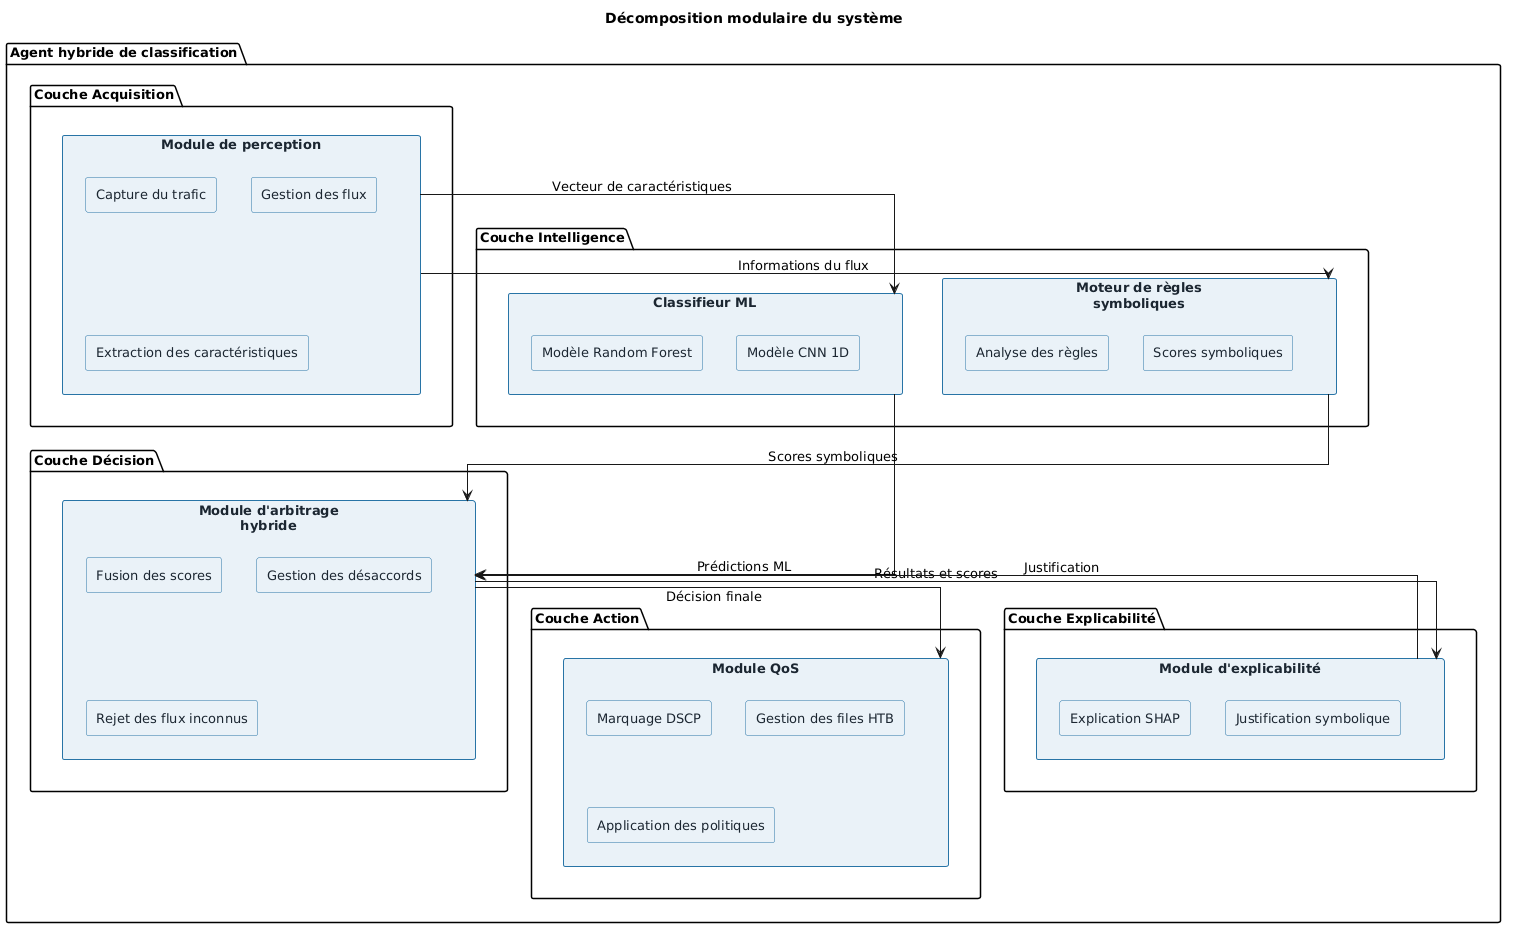 Décomposition modulaire du système
Agent hybride de classification
Couche Acquisition
Module de perception
Capture du trafic
Gestion des flux
Extraction des caractéristiques
Vecteur de caractéristiques
Informations du flux
Couche Intelligence
Classifieur ML
Modèle Random Forest
Modèle CNN 1D
Moteur de règles
symboliques
Analyse des règles
Scores symboliques
Scores symboliques
Couche Décision
Module d'arbitrage
hybride
Fusion des scores
Gestion des désaccords
Rejet des flux inconnus
Prédictions ML
Résultats et scores
Justification
Décision finale
Couche Action
Module QoS
Marquage DSCP
Gestion des files HTB
Application des politiques
Couche Explicabilité
Module d'explicabilité
Explication SHAP
Justification symbolique